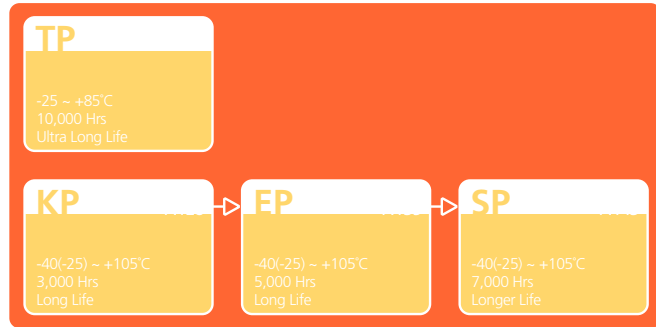 TP
-25 ~ +85˚C
10,000 Hrs
Ultra Long Life
KP
-40(-25) ~ +105˚C
3,000 Hrs
Long Life
EP
-40(-25) ~ +105˚C
5,000 Hrs
Long Life
SP
-40(-25) ~ +105˚C
7,000 Hrs
Longer Life